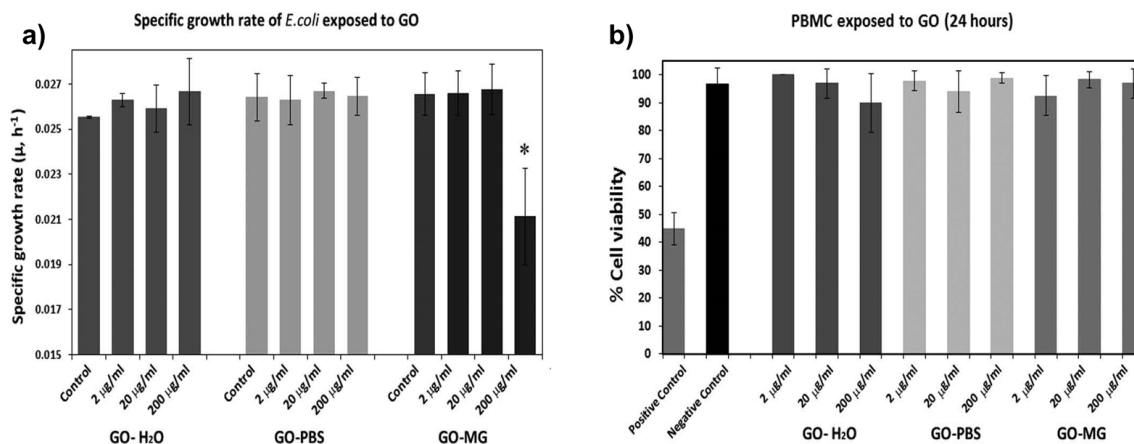 a)
Specific growth rate of E.coli exposed to GO
Specific growth rate (µ, h⁻¹)
0.027
0.025
0.023
0.021
0.019
0.017
0.015
*
Control
2 µg/ml
20 µg/ml
200 µg/ml
Control
2 µg/ml
20 µg/ml
200 µg/ml
Control
2 µg/ml
20 µg/ml
200 µg/ml
GO- H₂O
GO-PBS
GO-MG
b)
PBMC exposed to GO (24 hours)
% Cell viability
100
90
80
70
60
50
40
30
20
10
0
Positive Control
Negative Control
2 µg/ml
20 µg/ml
200 µg/ml
2 µg/ml
20 µg/ml
200 µg/ml
2 µg/ml
20 µg/ml
200 µg/ml
GO- H₂O
GO-PBS
GO-MG